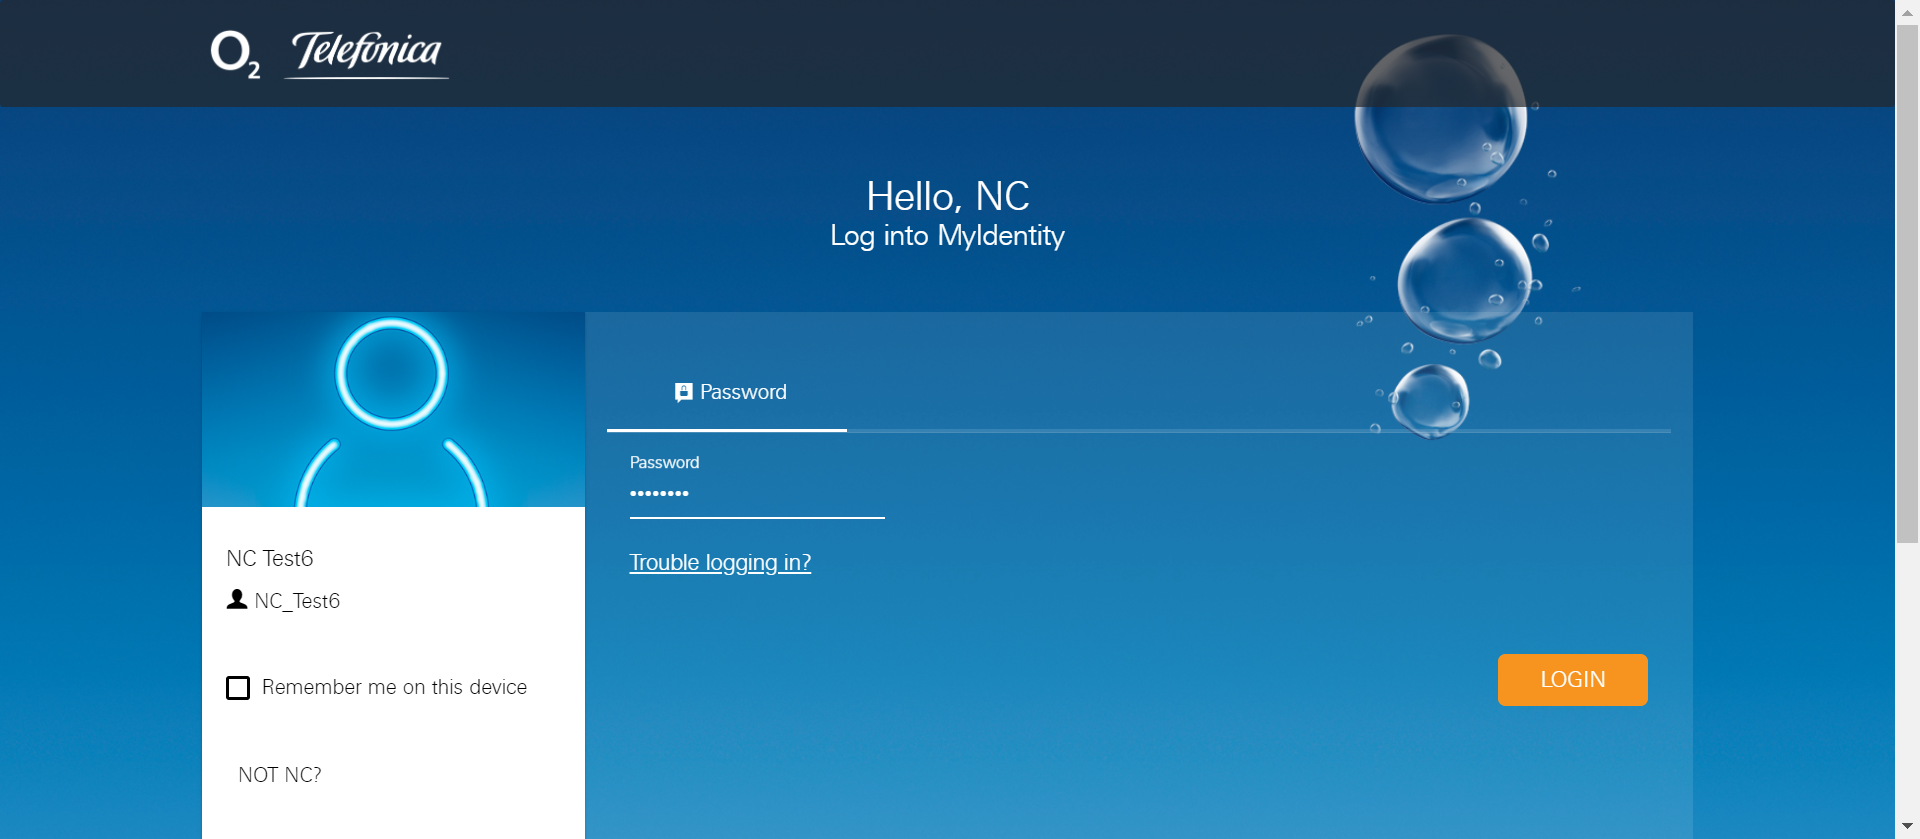 O2 Telefónica
Hello, NC
Log into MyIdentity
Password
Password
••••••••
Trouble logging in?
NC Test6
NC_Test6
Remember me on this device
LOGIN
NOT NC?